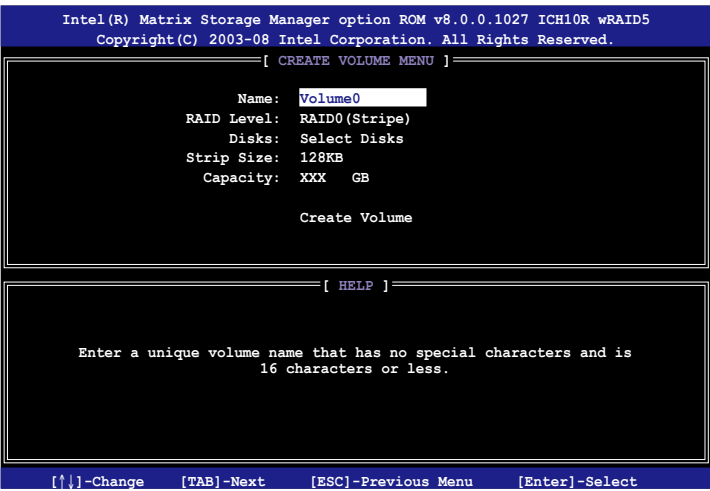 Intel(R) Matrix Storage Manager option ROM v8.0.0.1027 ICH10R wRAID5
Copyright(C) 2003-08 Intel Corporation. All Rights Reserved.
[ CREATE VOLUME MENU ]
Name: Volume0
RAID Level: RAID0(Stripe)
Disks: Select Disks
Strip Size: 128KB
Capacity: XXX GB
Create Volume
[ HELP ]
Enter a unique volume name that has no special characters and is
16 characters or less.
[↑↓]-Change [TAB]-Next [ESC]-Previous Menu [Enter]-Select